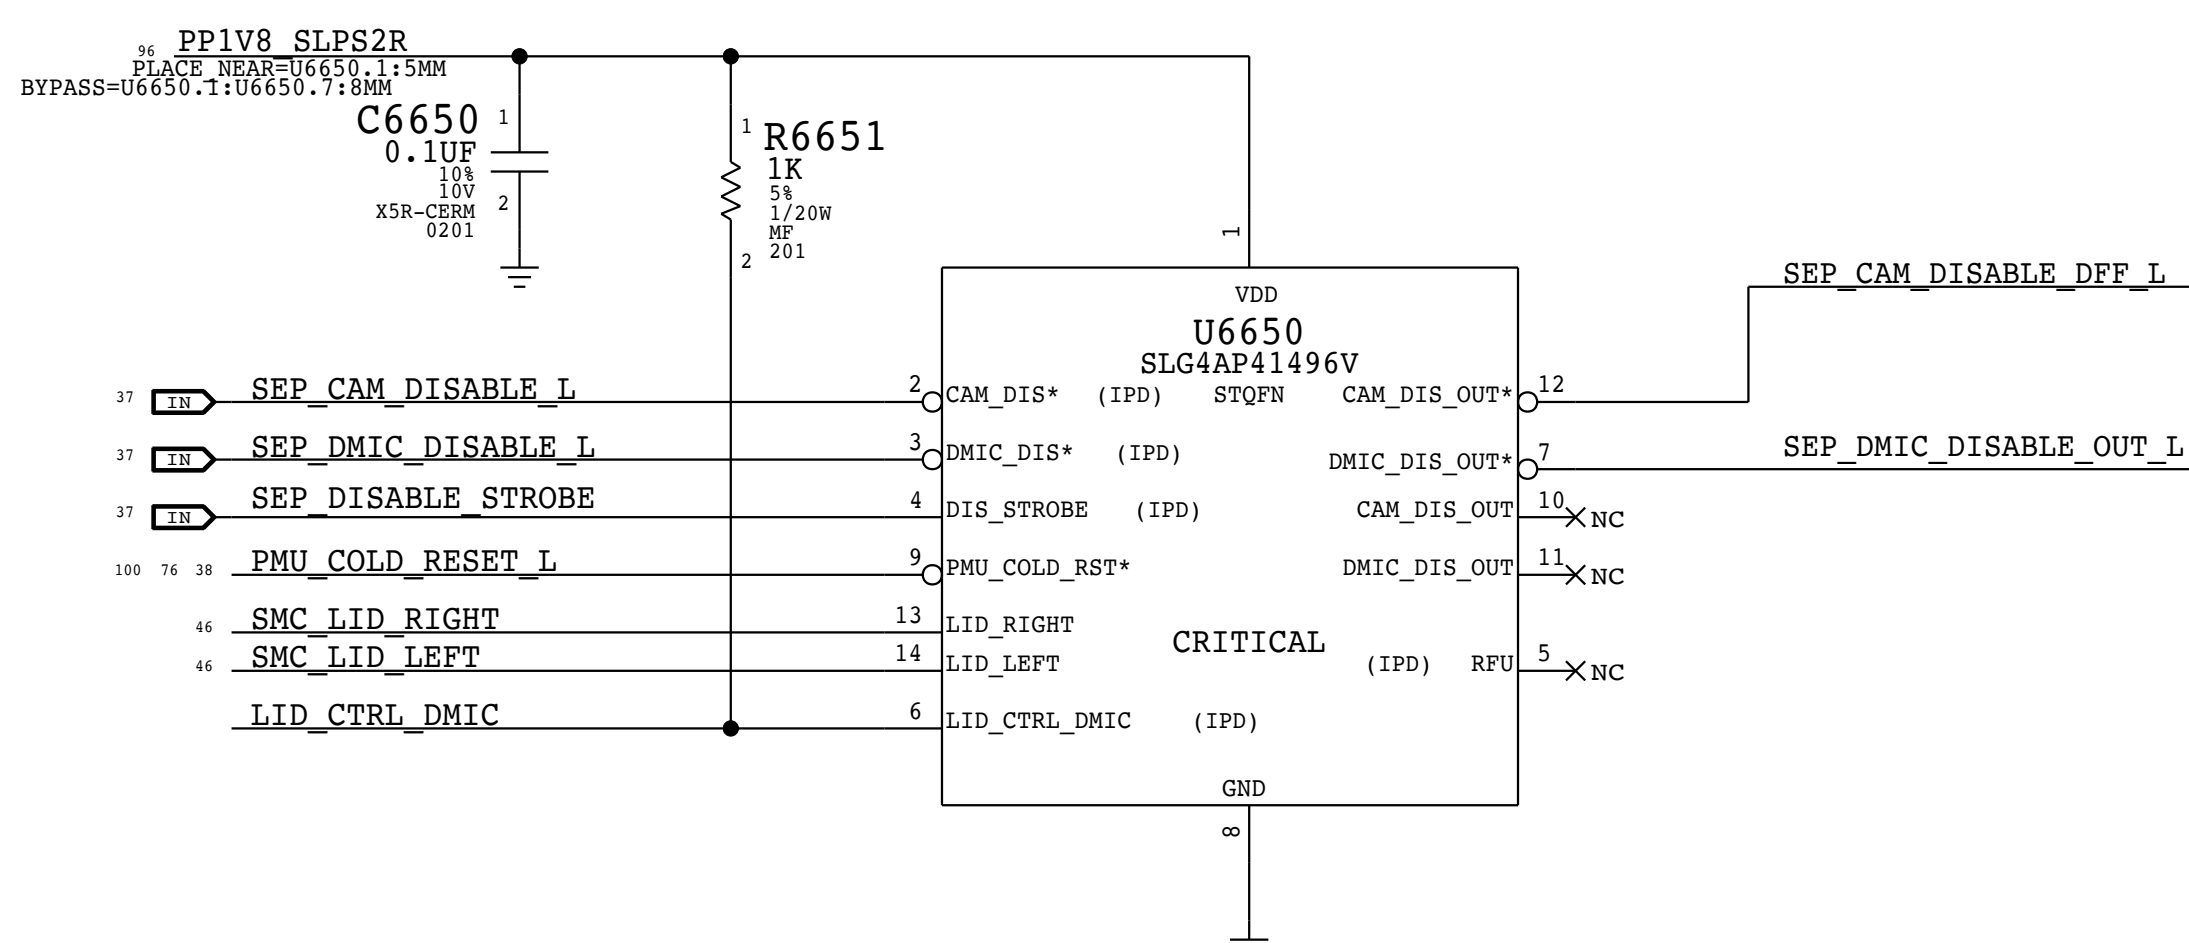 96 PP1V8_SLPS2R
PLACE_NEAR=U6650.1:5MM
BYPASS=U6650.1:U6650.7:8MM
C6650 1
0.1UF
10%
10V
X5R-CERM 2
0201
1 R6651
1K
5%
1/20W
MF
201
2
1
VDD
U6650
SLG4AP41496V
STQFN
CRITICAL
37 IN SEP_CAM_DISABLE_L 2 CAM_DIS* (IPD)
37 IN SEP_DMIC_DISABLE_L 3 DMIC_DIS* (IPD)
37 IN SEP_DISABLE_STROBE 4 DIS_STROBE (IPD)
100 76 38 PMU_COLD_RESET_L 9 PMU_COLD_RST*
46 SMC_LID_RIGHT 13 LID_RIGHT
46 SMC_LID_LEFT 14 LID_LEFT
LID_CTRL_DMIC 6 LID_CTRL_DMIC (IPD)
CAM_DIS_OUT* 12 SEP_CAM_DISABLE_DFF_L
DMIC_DIS_OUT* 7 SEP_DMIC_DISABLE_OUT_L
CAM_DIS_OUT 10 NC
DMIC_DIS_OUT 11 NC
(IPD) RFU 5 NC
GND
8